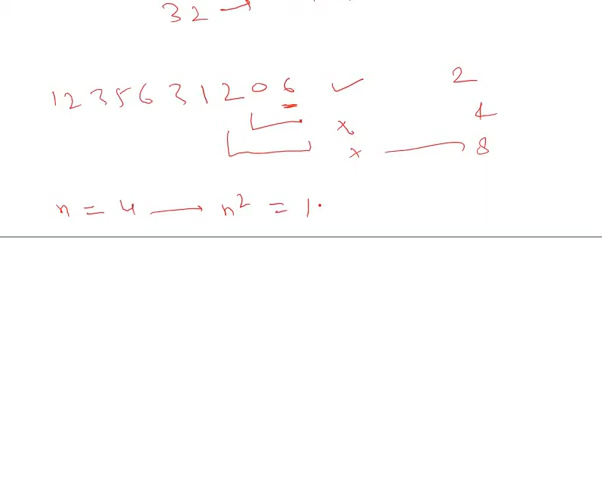 32 →
1235631206 ✓ 2
x 4
x — 8
n = 4 → n² = 1